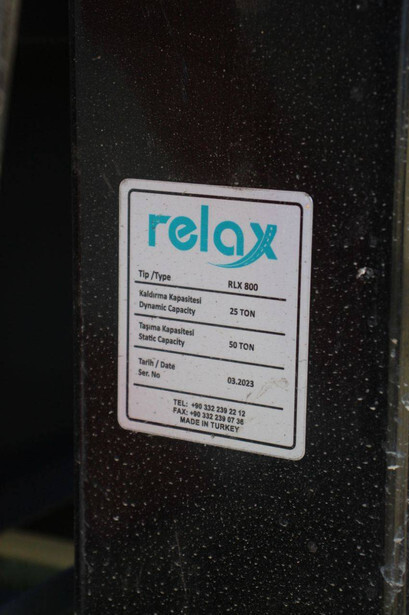 relax
Tip /Type RLX 800
Kaldırma Kapasitesi
Dynamic Capacity 25 TON
Taşıma Kapasitesi
Static Capacity 50 TON
Tarih / Date
Ser. No 03.2023
TEL: +90 332 239 22 12
FAX: +90 332 239 07 36
MADE IN TURKEY